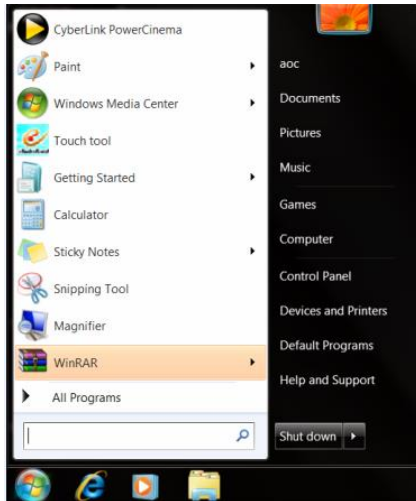 CyberLink PowerCinema
Paint
Windows Media Center
Touch tool
Getting Started
Calculator
Sticky Notes
Snipping Tool
Magnifier
WinRAR
All Programs
aoc
Documents
Pictures
Music
Games
Computer
Control Panel
Devices and Printers
Default Programs
Help and Support
Shut down